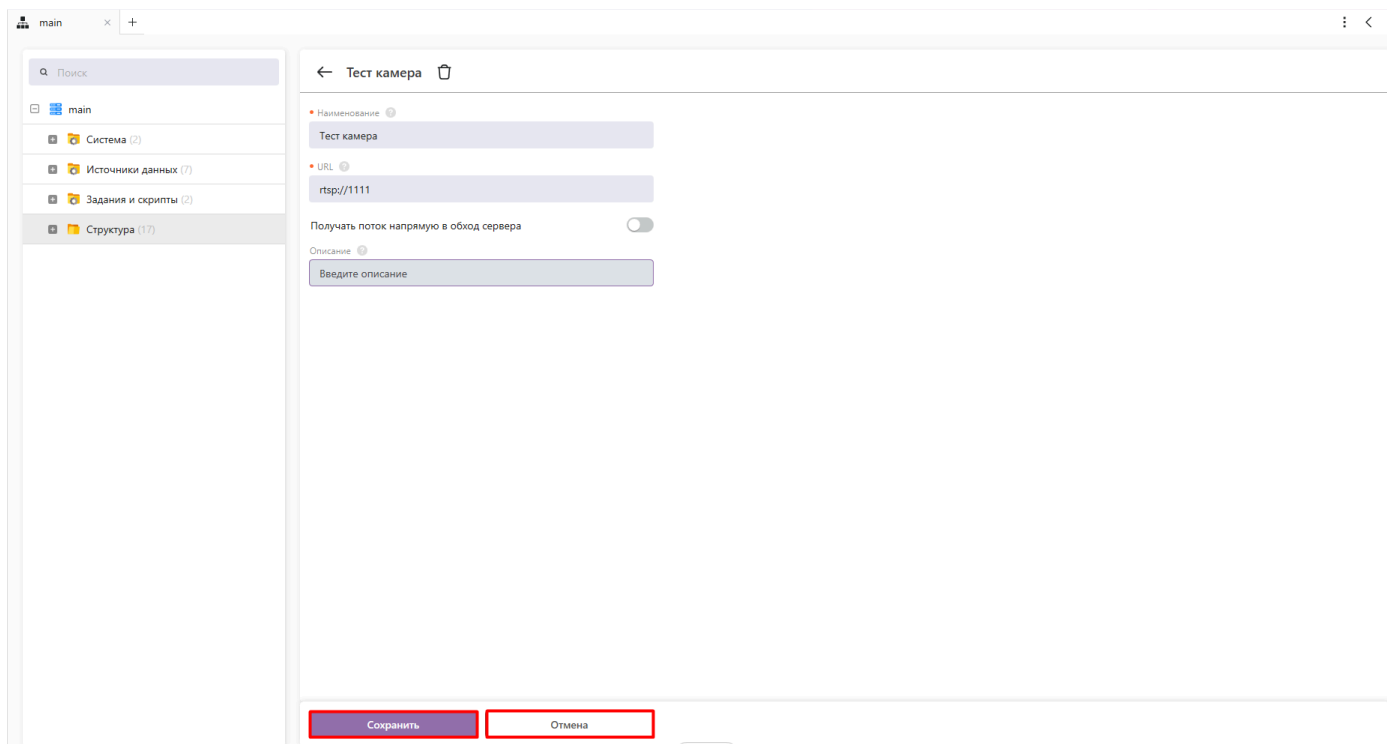 main × +
Поиск
main
Система (2)
Источники данных (7)
Задания и скрипты (2)
Структура (17)
Тест камера
• Наименование ?
Тест камера
• URL ?
rtsp://1111
Получать поток напрямую в обход сервера
Описание ?
Введите описание
Сохранить
Отмена